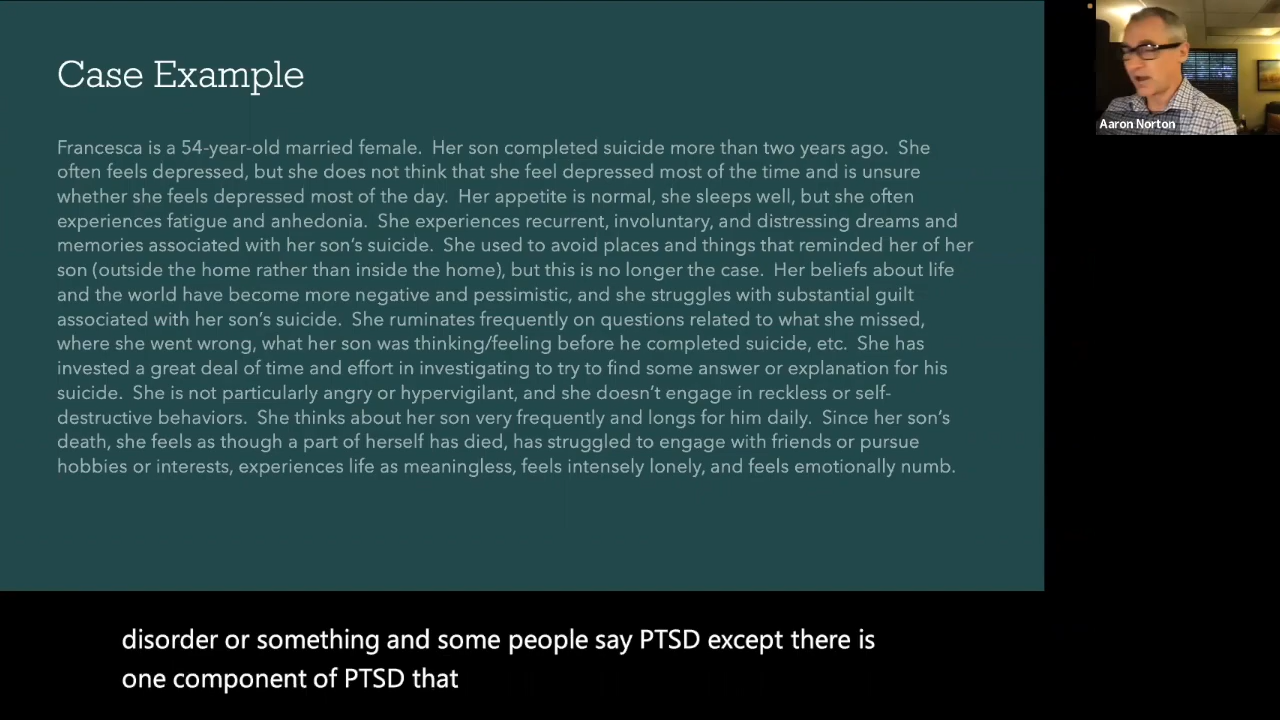 Case Example
Francesca is a 54-year-old married female.  Her son completed suicide more than two years ago.  She
often feels depressed, but she does not think that she feel depressed most of the time and is unsure
whether she feels depressed most of the day.  Her appetite is normal, she sleeps well, but she often
experiences fatigue and anhedonia.  She experiences recurrent, involuntary, and distressing dreams and
memories associated with her son’s suicide.  She used to avoid places and things that reminded her of her
son (outside the home rather than inside the home), but this is no longer the case.  Her beliefs about life
and the world have become more negative and pessimistic, and she struggles with substantial guilt
associated with her son’s suicide.  She ruminates frequently on questions related to what she missed,
where she went wrong, what her son was thinking/feeling before he completed suicide, etc.  She has
invested a great deal of time and effort in investigating to try to find some answer or explanation for his
suicide.  She is not particularly angry or hypervigilant, and she doesn’t engage in reckless or self-
destructive behaviors.  She thinks about her son very frequently and longs for him daily.  Since her son’s
death, she feels as though a part of herself has died, has struggled to engage with friends or pursue
hobbies or interests, experiences life as meaningless, feels intensely lonely, and feels emotionally numb.
Aaron Norton
disorder or something and some people say PTSD except there is
one component of PTSD that